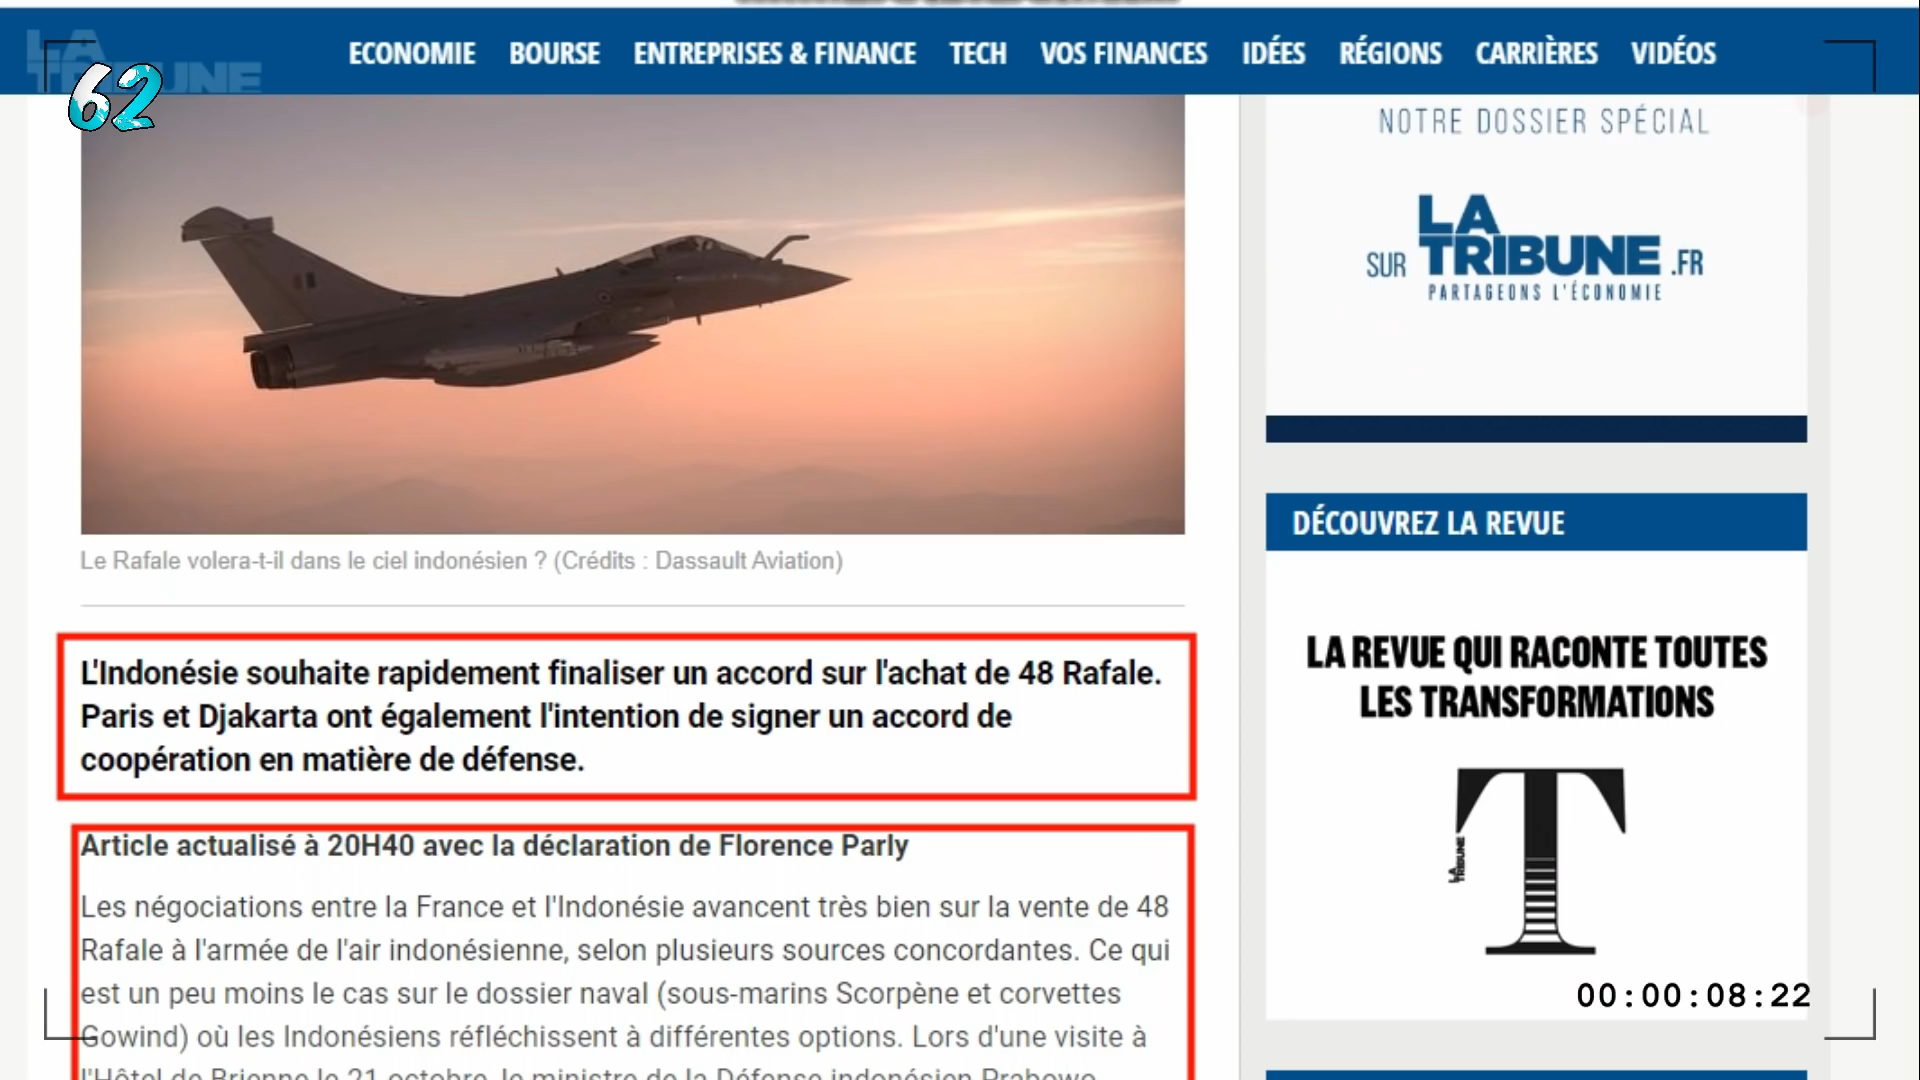 LA
TRIBUNE
62
ECONOMIE BOURSE ENTREPRISES & FINANCE TECH VOS FINANCES IDÉES RÉGIONS CARRIÈRES VIDÉOS
Le Rafale volera-t-il dans le ciel indonésien ? (Crédits : Dassault Aviation)
L'Indonésie souhaite rapidement finaliser un accord sur l'achat de 48 Rafale.
Paris et Djakarta ont également l'intention de signer un accord de
coopération en matière de défense.
Article actualisé à 20H40 avec la déclaration de Florence Parly
Les négociations entre la France et l'Indonésie avancent très bien sur la vente de 48
Rafale à l'armée de l'air indonésienne, selon plusieurs sources concordantes. Ce qui
est un peu moins le cas sur le dossier naval (sous-marins Scorpène et corvettes
Gowind) où les Indonésiens réfléchissent à différentes options. Lors d'une visite à
l'Hôtel de Brienne le 21 octobre, le ministre de la Défense indonésien Prabowo
NOTRE DOSSIER SPÉCIAL
SUR LA TRIBUNE .FR
PARTAGEONS L'ÉCONOMIE
DÉCOUVREZ LA REVUE
LA REVUE QUI RACONTE TOUTES
LES TRANSFORMATIONS
T
LA TRIBUNE
00:00:08:22